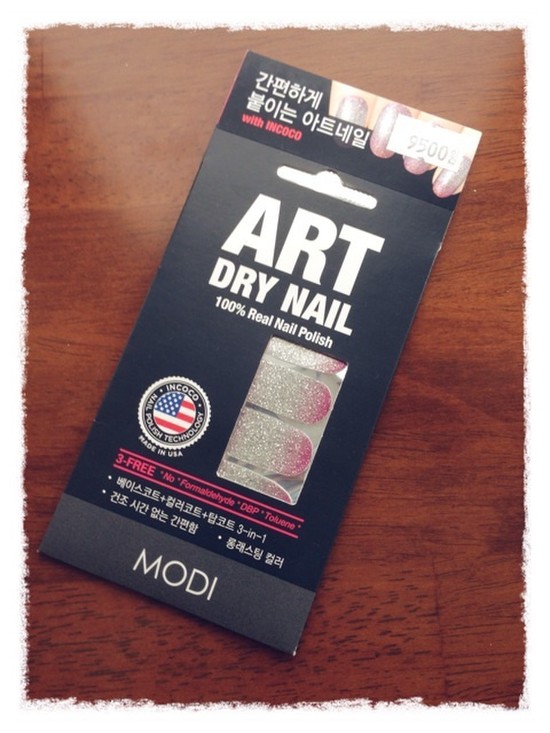 간편하게
붙이는 아트네일
with INCOCO
9500원
ART
DRY NAIL
100% Real Nail Polish
INCOCO
NAIL POLISH TECHNOLOGY
MADE IN USA
3-FREE "No" Formaldehyde "DBP "Toluene"
• 베이스코트+컬러코트+탑코트 3-in-1
• 건조 시간 없는 간편함 • 롱래스팅 컬러
MODI